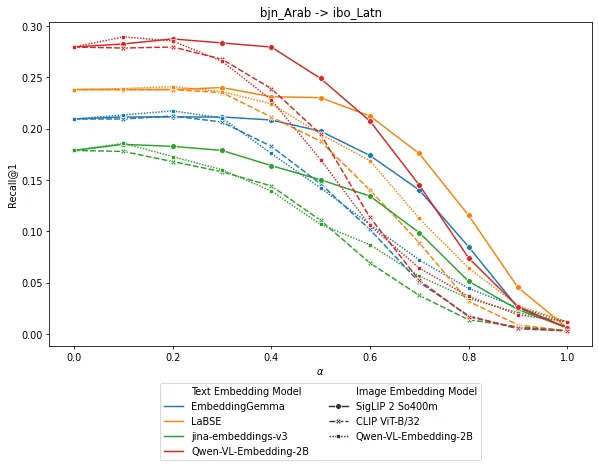 bjn_Arab -> ibo_Latn
Recall@1
0.30
0.25
0.20
0.15
0.10
0.05
0.00
0.0 0.2 0.4 0.6 0.8 1.0
α
Text Embedding Model
EmbeddingGemma
LaBSE
jina-embeddings-v3
Qwen-VL-Embedding-2B
Image Embedding Model
SigLIP 2 So400m
CLIP ViT-B/32
Qwen-VL-Embedding-2B